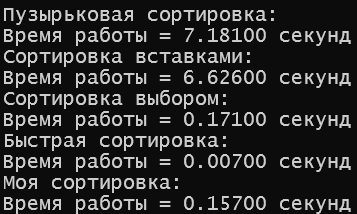 Пузырьковая сортировка:
Время работы = 7.18100 секунд
Сортировка вставками:
Время работы = 6.62600 секунд
Сортировка выбором:
Время работы = 0.17100 секунд
Быстрая сортировка:
Время работы = 0.00700 секунд
Моя сортировка:
Время работы = 0.15700 секунд